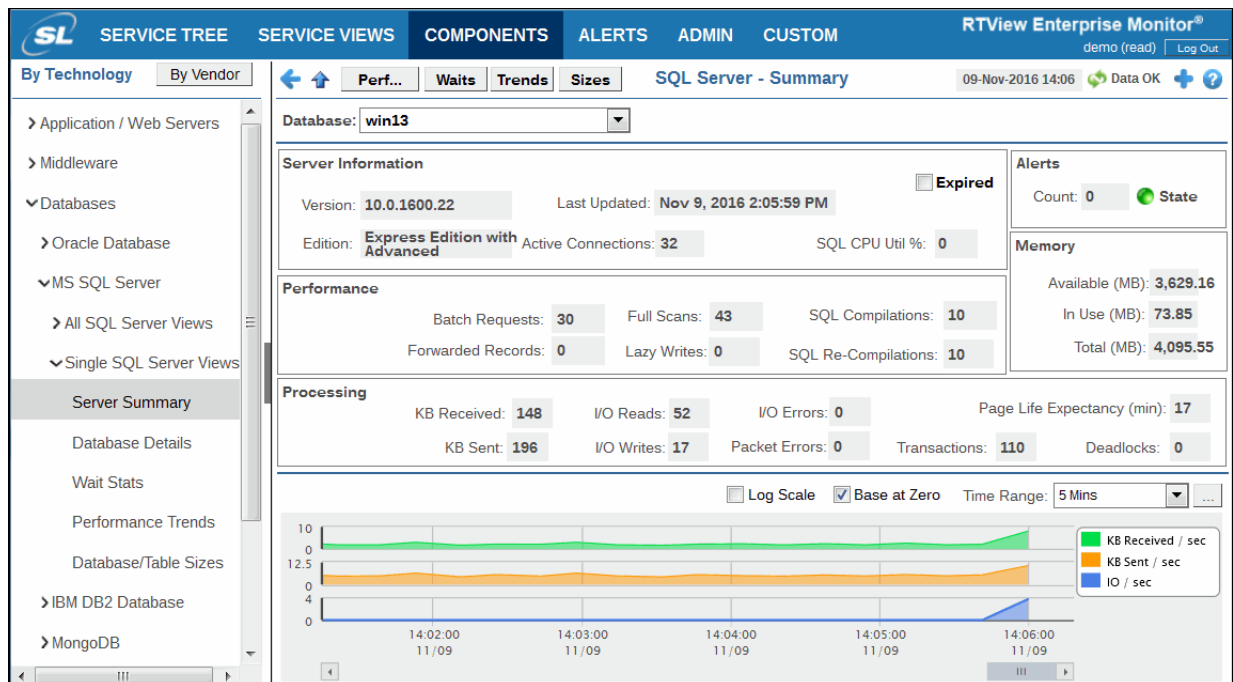 SL SERVICE TREE SERVICE VIEWS COMPONENTS ALERTS ADMIN CUSTOM RTView Enterprise Monitor®
demo (read) Log Out
By Technology By Vendor
Application / Web Servers
Middleware
Databases
Oracle Database
MS SQL Server
All SQL Server Views
Single SQL Server Views
Server Summary
Database Details
Wait Stats
Performance Trends
Database/Table Sizes
IBM DB2 Database
MongoDB
Perf... Waits Trends Sizes SQL Server - Summary 09-Nov-2016 14:06 Data OK
Database: win13
Server Information
Expired
Version: 10.0.1600.22 Last Updated: Nov 9, 2016 2:05:59 PM
Edition: Express Edition with Advanced Active Connections: 32 SQL CPU Util %: 0
Alerts
Count: 0 State
Memory
Available (MB): 3,629.16
In Use (MB): 73.85
Total (MB): 4,095.55
Performance
Batch Requests: 30 Full Scans: 43 SQL Compilations: 10
Forwarded Records: 0 Lazy Writes: 0 SQL Re-Compilations: 10
Processing
KB Received: 148 I/O Reads: 52 I/O Errors: 0 Page Life Expectancy (min): 17
KB Sent: 196 I/O Writes: 17 Packet Errors: 0 Transactions: 110 Deadlocks: 0
Log Scale Base at Zero Time Range: 5 Mins ...
10
0
12.5
0
4
0
14:02:00 14:03:00 14:04:00 14:05:00 14:06:00
11/09 11/09 11/09 11/09 11/09
KB Received / sec
KB Sent / sec
IO / sec